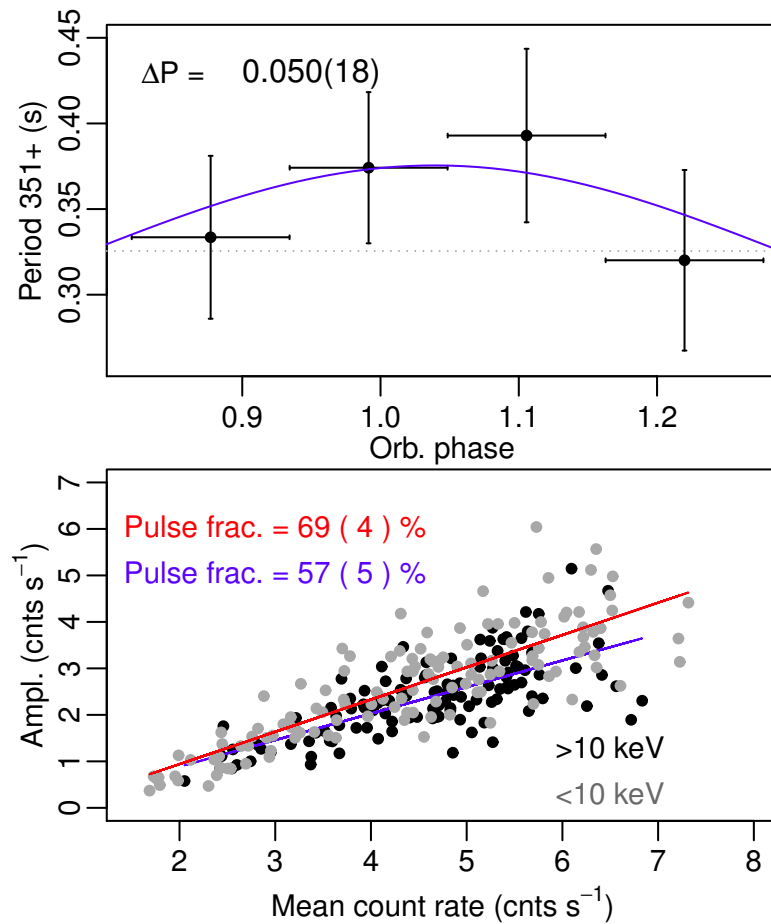 ΔP = 0.050(18)
Period 351+ (s)
0.45
0.40
0.35
0.30
0.9 1.0 1.1 1.2
Orb. phase
Pulse frac. = 69 ( 4 ) %
Pulse frac. = 57 ( 5 ) %
Ampl. (cnts s⁻¹)
7
6
5
4
3
2
1
0
>10 keV
<10 keV
2 3 4 5 6 7 8
Mean count rate (cnts s⁻¹)